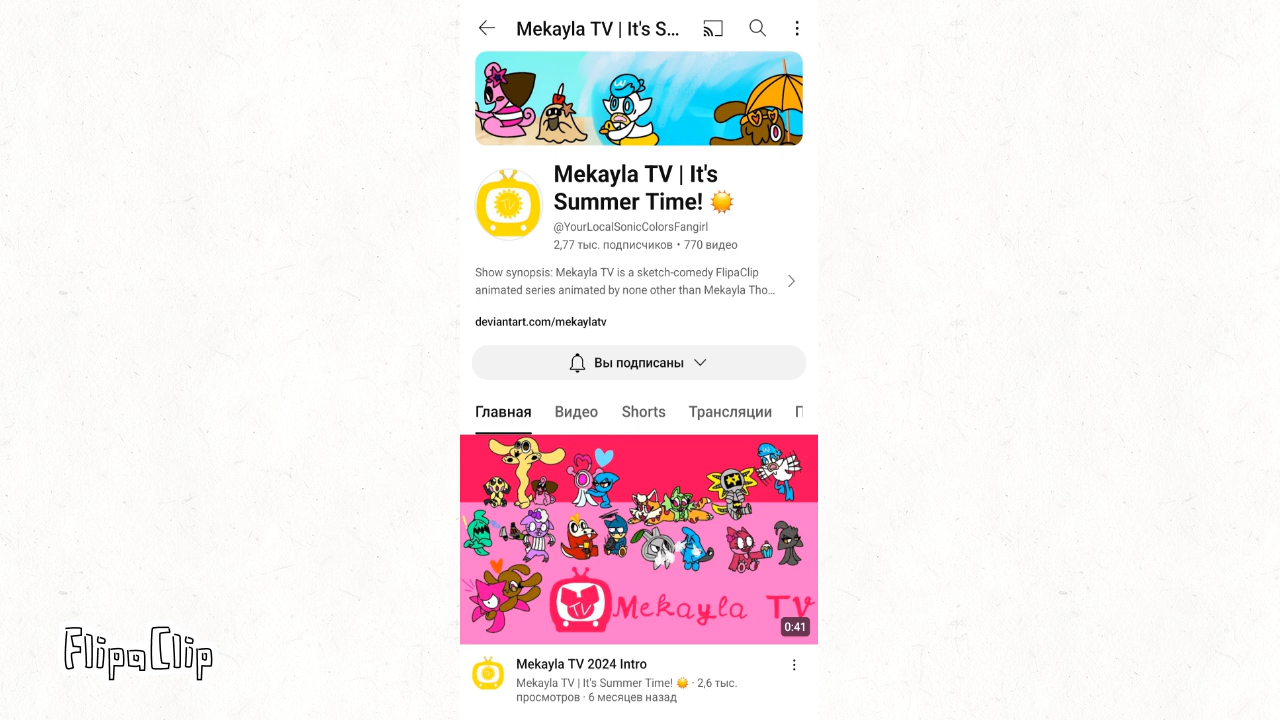 Mekayla TV | It's S...
Mekayla TV | It's
Summer Time! ☀️
@YourLocalSonicColorsFangirl
2,77 тыс. подписчиков • 770 видео
Show synopsis: Mekayla TV is a sketch-comedy FlipaClip
animated series animated by none other than Mekayla Tho...
deviantart.com/mekaylatv
Вы подписаны
Главная Видео Shorts Трансляции П
TV Mekayla TV
0:41
Mekayla TV 2024 Intro
Mekayla TV | It's Summer Time! ☀️ · 2,6 тыс.
просмотров · 6 месяцев назад
FlipaClip